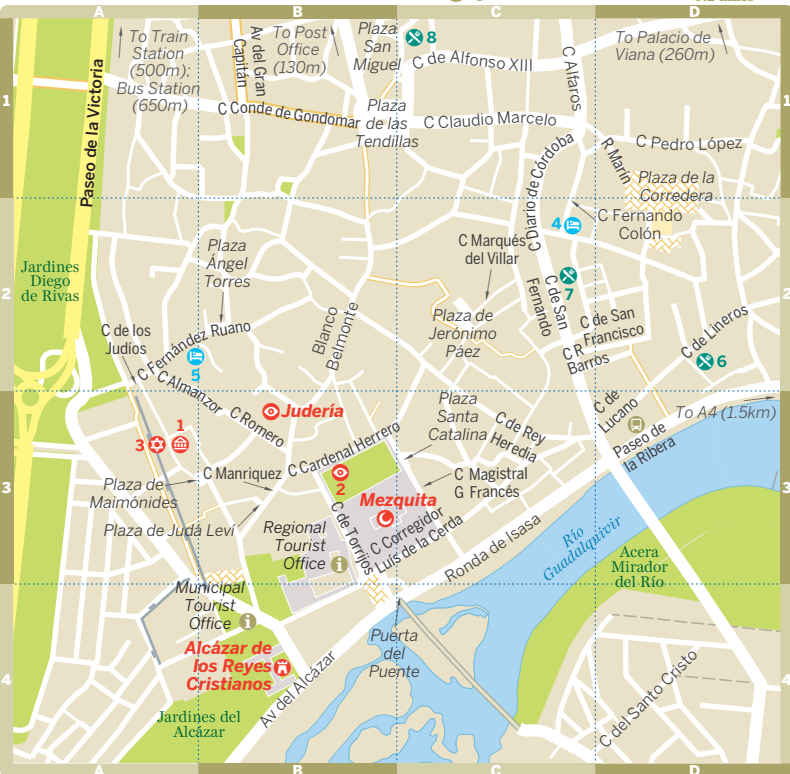 A
B
C
D
To Train
Station
(500m);
Bus Station
(650m)
Av del Gran
Capitán
To Post
Office
(130m)
Plaza
San
Miguel
8
C de Alfonso XIII
C Alfaros
To Palacio de
Viana (260m)
1
1
Paseo de la Victoria
C Conde de Gondomar
Plaza
de las
Tendillas
C Claudio Marcelo
C Diario de Córdoba
R Marín
C Pedro López
Plaza de la
Corredera
4
C Fernando
Colón
Jardines
Diego
de Rivas
Plaza
Ángel
Torres
C Marqués
del Villar
7
C de San
Fernando
2
2
C de los
Judíos
C Fernández Ruano
5
Blanco
Belmonte
Plaza de
Jerónimo
Páez
C de San
Francisco
C R
Barros
C de Lineros
6
C Almanzor
C Romero
Judería
Plaza
Santa
Catalina
C de Rey
Heredia
C de
Lucano
To A4 (1.5km)
Paseo de
la Ribera
3
1
C Cardenal Herrero
3
3
Plaza de
Maimónides
C Manriquez
2
C Magistral
G Francés
Mezquita
Plaza de Judá Leví
Regional
Tourist
Office
C de Torrijos
C Corregidor
Luis de la Cerda
Ronda de Isasa
Río
Guadalquivir
Acera
Mirador
del Río
Municipal
Tourist
Office
Puerta
del
Puente
Alcázar de
los Reyes
Cristianos
4
4
Jardines del
Alcázar
Av del Alcázar
C del Santo Cristo
A
B
C
D